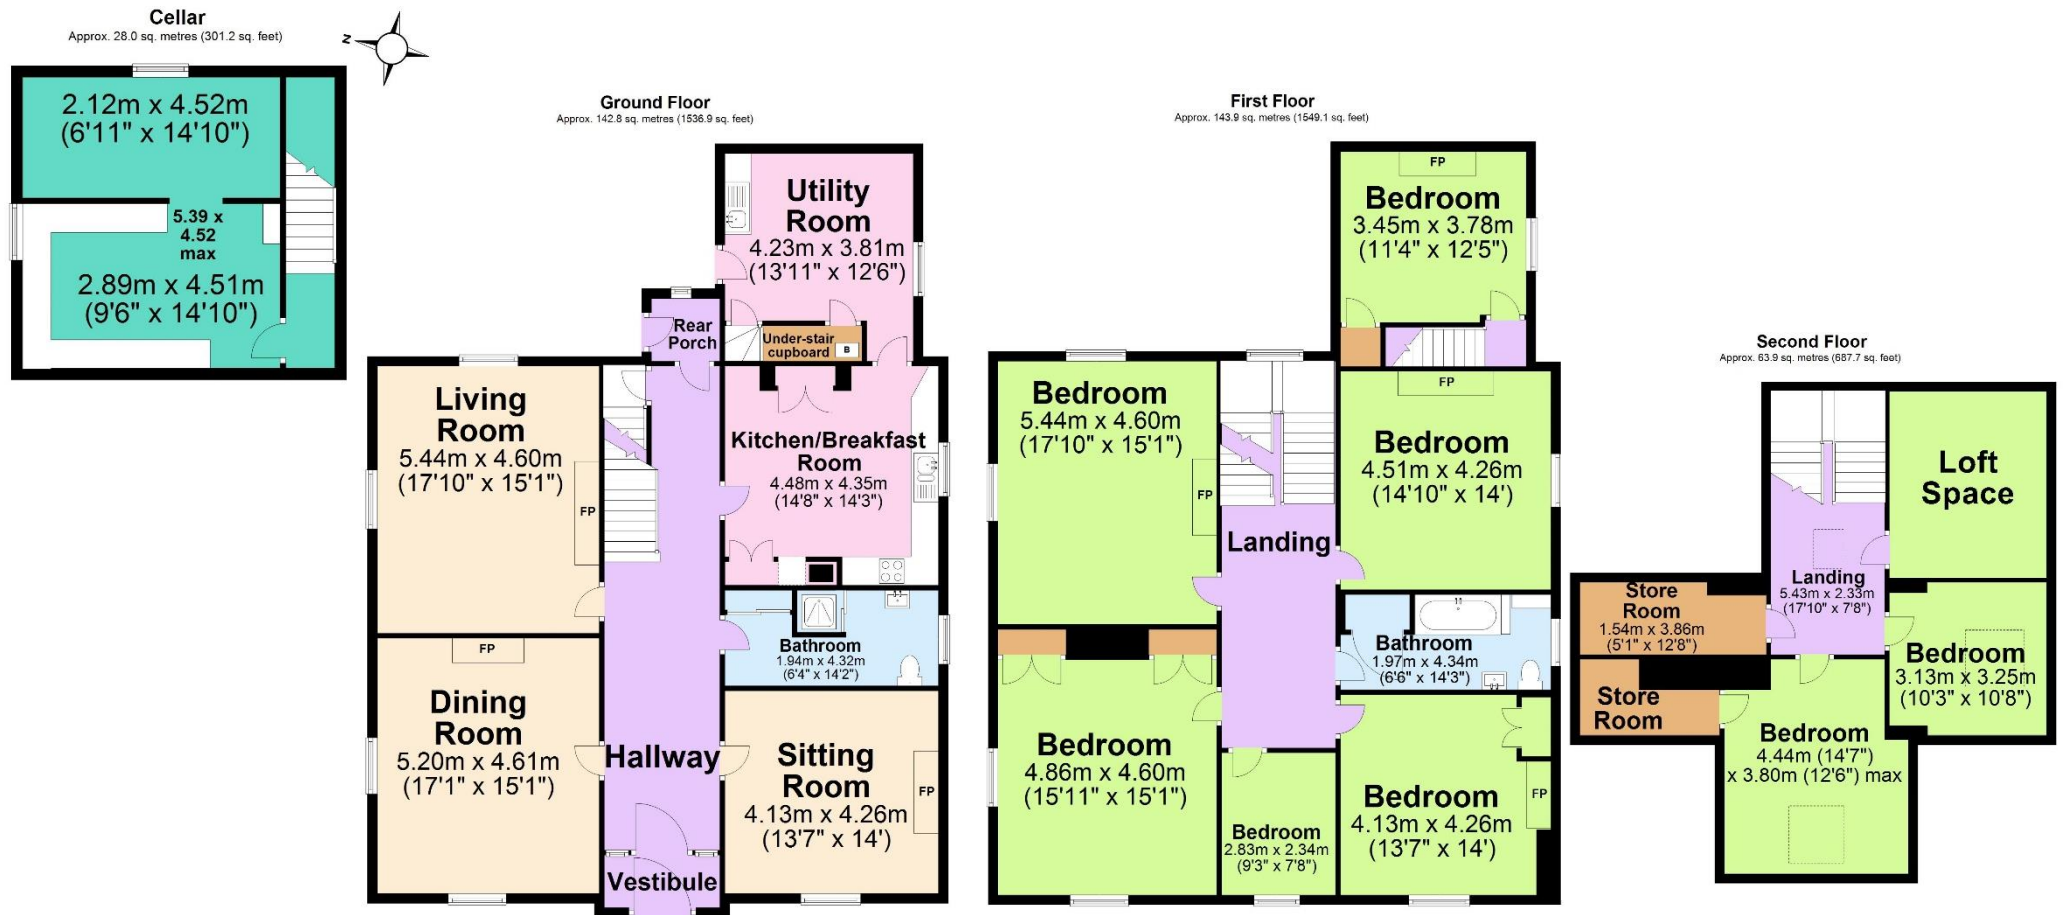 Cellar
Approx. 28.0 sq. metres (301.2 sq. feet)
2.12m x 4.52m
(6'11" x 14'10")
5.39 x
4.52
max
2.89m x 4.51m
(9'6" x 14'10")
N
Ground Floor
Approx. 142.8 sq. metres (1536.9 sq. feet)
Utility
Room
4.23m x 3.81m
(13'11" x 12'6")
Rear
Porch
Under-stair
cupboard
B
Living
Room
5.44m x 4.60m
(17'10" x 15'1")
FP
Kitchen/Breakfast
Room
4.48m x 4.35m
(14'8" x 14'3")
Bathroom
1.94m x 4.32m
(6'4" x 14'2")
FP
Dining
Room
5.20m x 4.61m
(17'1" x 15'1")
Hallway
Sitting
Room
4.13m x 4.26m
(13'7" x 14')
FP
Vestibule
First Floor
Approx. 143.9 sq. metres (1549.1 sq. feet)
FP
Bedroom
3.45m x 3.78m
(11'4" x 12'5")
Bedroom
5.44m x 4.60m
(17'10" x 15'1")
FP
FP
Bedroom
4.51m x 4.26m
(14'10" x 14')
Landing
Bathroom
1.97m x 4.34m
(6'6" x 14'3")
Bedroom
4.86m x 4.60m
(15'11" x 15'1")
Bedroom
2.83m x 2.34m
(9'3" x 7'8")
Bedroom
4.13m x 4.26m
(13'7" x 14')
FP
Second Floor
Approx. 63.9 sq. metres (687.7 sq. feet)
Loft
Space
Landing
5.43m x 2.33m
(17'10" x 7'8")
Store
Room
1.54m x 3.86m
(5'1" x 12'8")
Bedroom
3.13m x 3.25m
(10'3" x 10'8")
Store
Room
Bedroom
4.44m (14'7")
x 3.80m (12'6") max